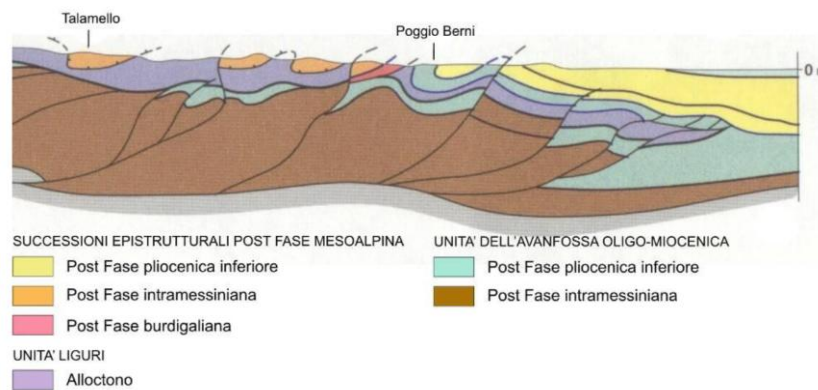 Talamello
Poggio Berni
0
SUCCESSIONI EPISTRUTTURALI POST FASE MESOALPINA
Post Fase pliocenica inferiore
Post Fase intramessiniana
Post Fase burdigaliana
UNITA' LIGURI
Alloctono
UNITA' DELL'AVANFOSSA OLIGO-MIOCENICA
Post Fase pliocenica inferiore
Post Fase intramessiniana